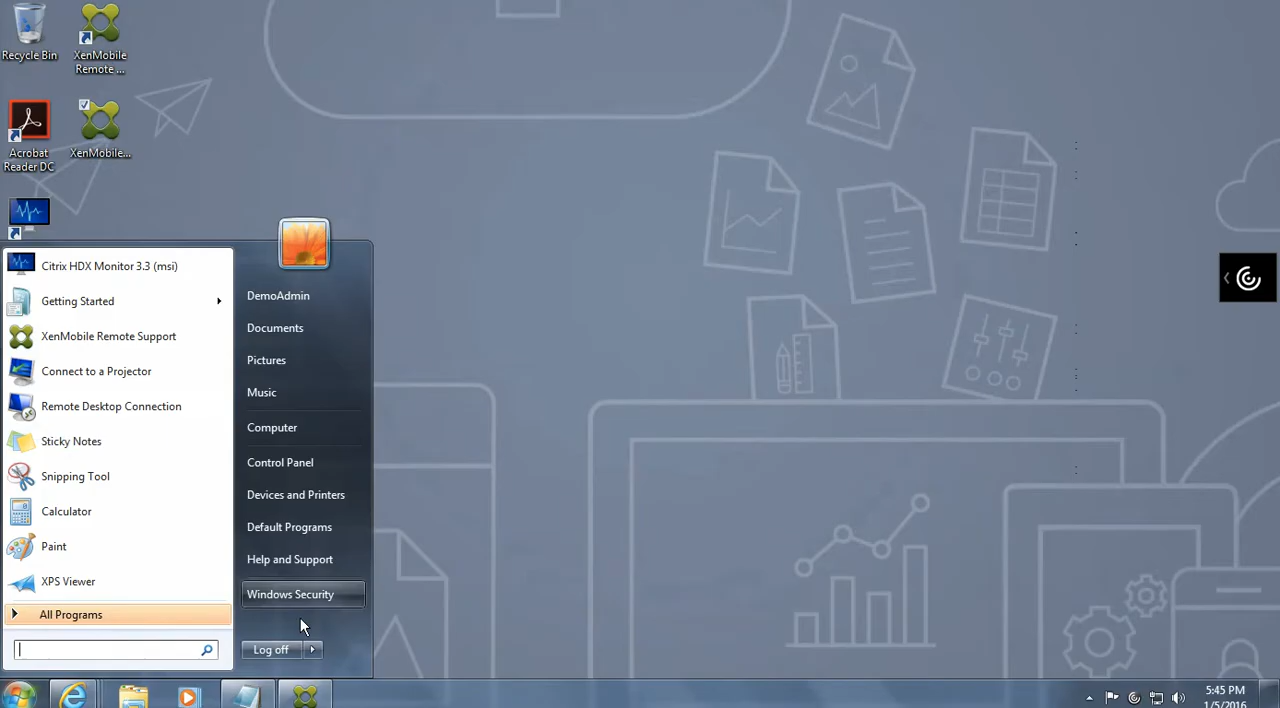 Recycle Bin
XenMobile
Remote ...
Acrobat
Reader DC
XenMobile...
Citrix HDX Monitor 3.3 (msi)
Getting Started
XenMobile Remote Support
Connect to a Projector
Remote Desktop Connection
Sticky Notes
Snipping Tool
Calculator
Paint
XPS Viewer
All Programs
DemoAdmin
Documents
Pictures
Music
Computer
Control Panel
Devices and Printers
Default Programs
Help and Support
Windows Security
Log off
5:45 PM
1/5/2016